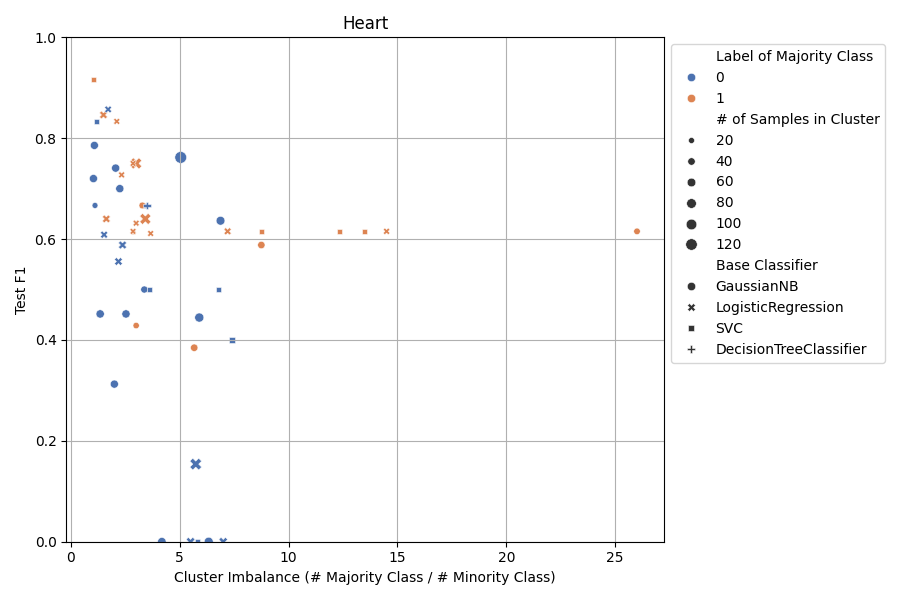 Heart
1.0
0.8
0.6
0.4
0.2
0.0
Test F1
0 5 10 15 20 25
Cluster Imbalance (# Majority Class / # Minority Class)
Label of Majority Class
0
1
# of Samples in Cluster
20
40
60
80
100
120
Base Classifier
GaussianNB
LogisticRegression
SVC
DecisionTreeClassifier